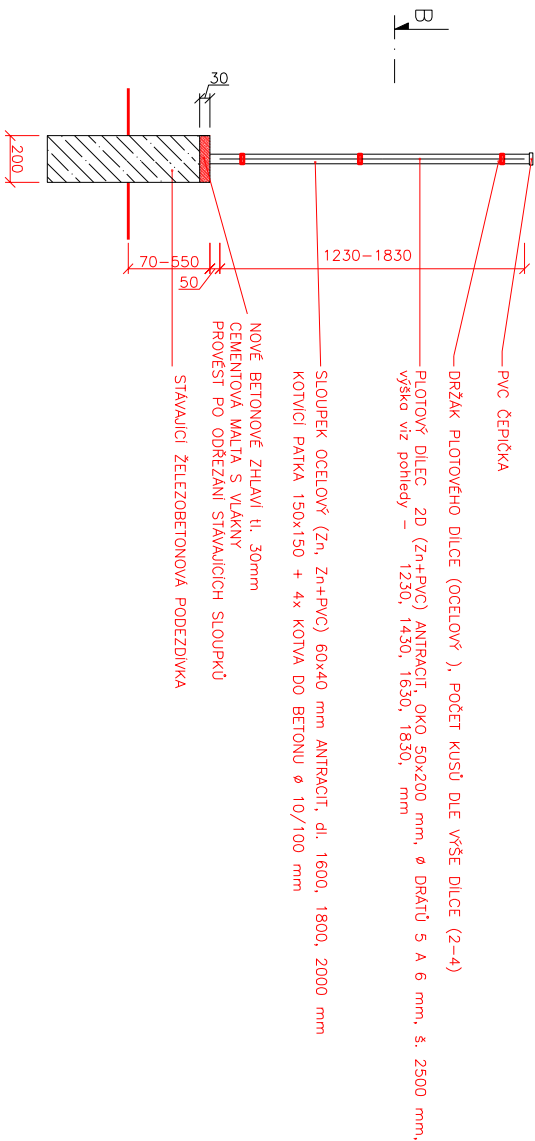 B
PVC ČEPIČKA
DRŽÁK PLOTOVÉHO DÍLCE (OCELOVÝ ), POČET KUSŮ DLE VÝŠE DÍLCE (2-4)
PLOTOVÝ DÍLEC 2D (Zn+PVC) ANTRACIT, OKO 50x200 mm, ø DRÁTŮ 5 A 6 mm, š. 2500 mm,
výška viz pohledy - 1230, 1430, 1630, 1830, mm
SLOUPEK OCELOVÝ (Zn, Zn+PVC) 60x40 mm ANTRACIT, dl. 1600, 1800, 2000 mm
KOTVÍCÍ PATKA 150x150 + 4x KOTVA DO BETONU ø 10/100 mm
NOVÉ BETONOVÉ ZHLAVÍ tl. 30mm
CEMENTOVÁ MALTA S VLÁKNY
PROVÉST PO ODŘEZÁNÍ STÁVAJÍCÍCH SLOUPKŮ
STÁVAJÍCÍ ŽELEZOBETONOVÁ PODEZDÍVKA
1230-1830
50
70-550
30
200